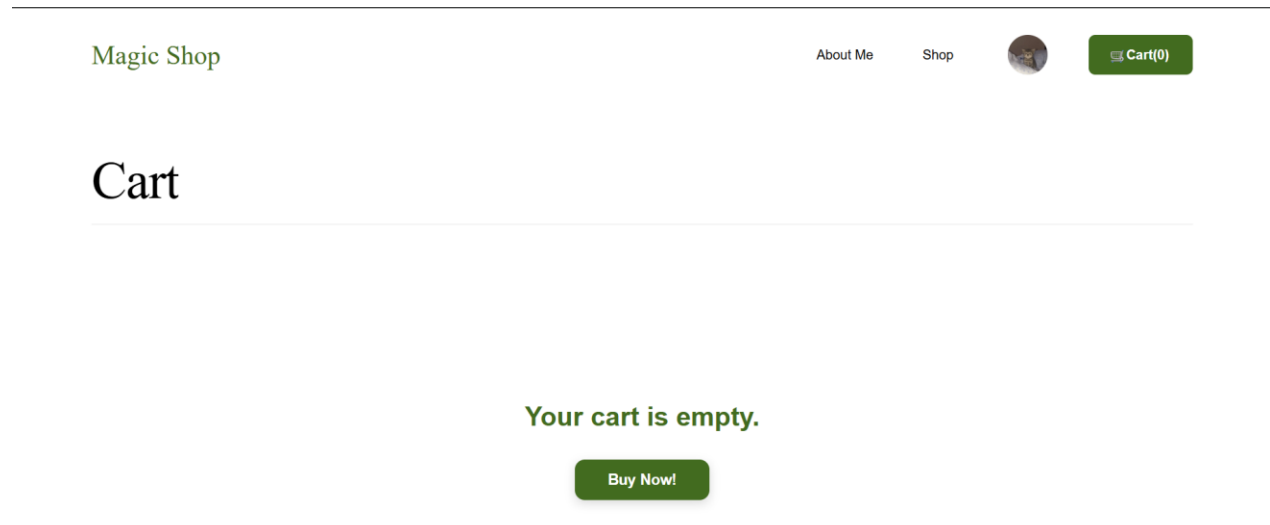 Magic Shop
About Me
Shop
Cart(0)
Cart
Your cart is empty.
Buy Now!